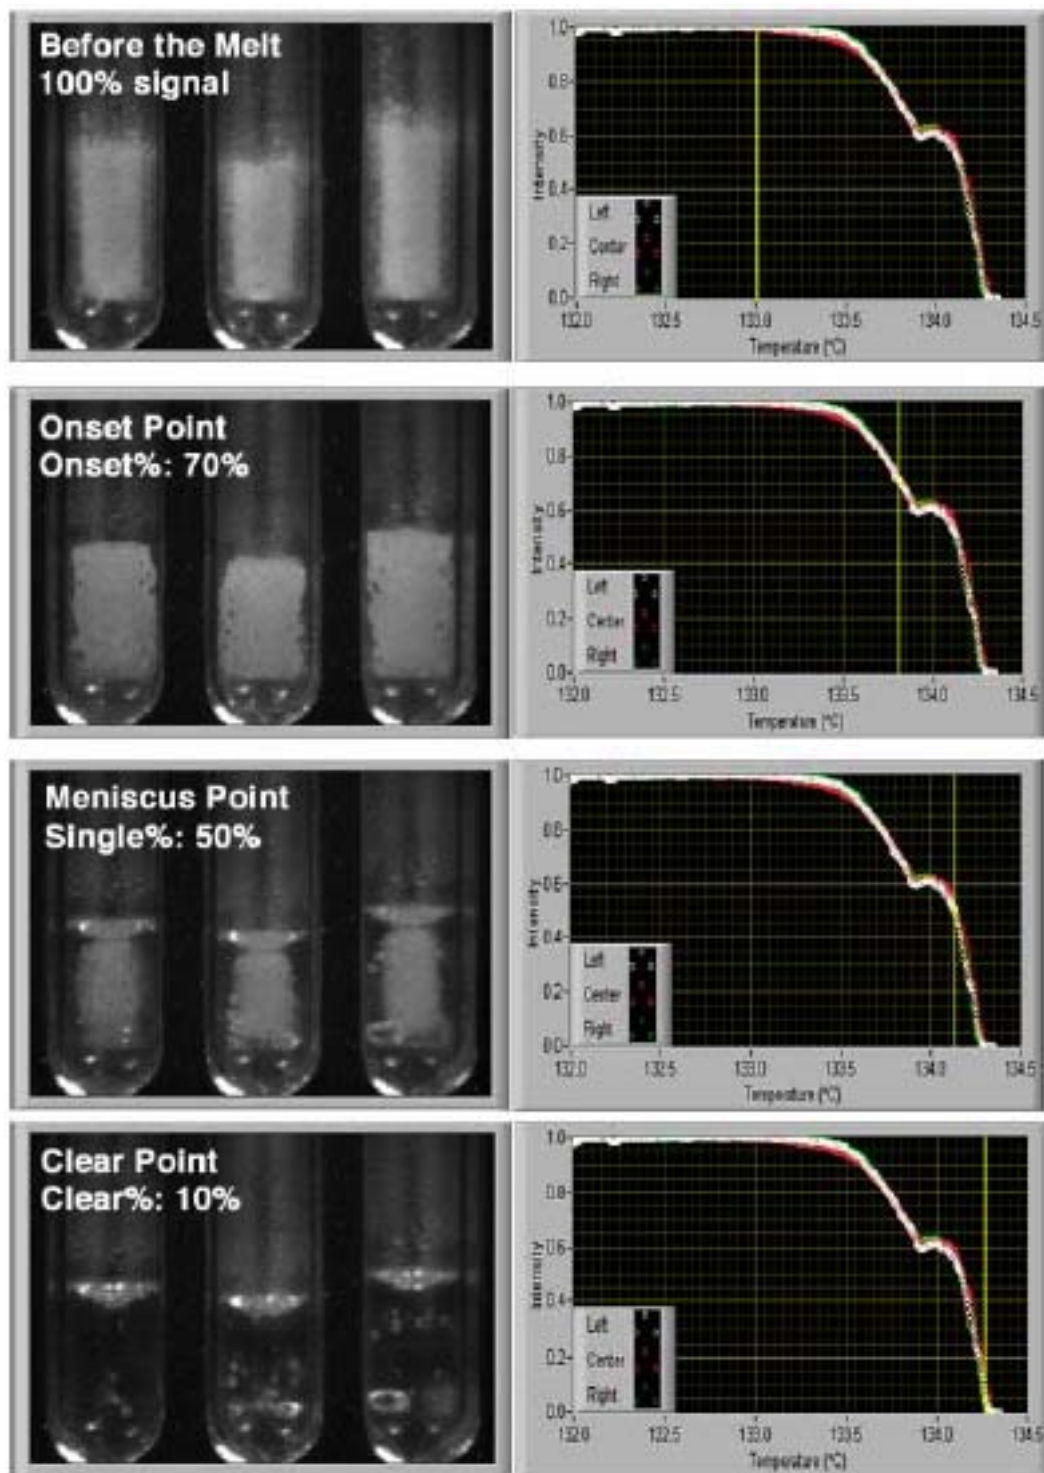 Before the Melt
100% signal
1.0
0.8
0.6
0.4
0.2
0.0
Intensity
Left
Center
Right
132.0
132.5
133.0
133.5
134.0
134.5
Temperature (°C)
Onset Point
Onset%: 70%
1.0
0.8
0.6
0.4
0.2
0.0
Intensity
Left
Center
Right
132.0
132.5
133.0
133.5
134.0
134.5
Temperature (°C)
Meniscus Point
Single%: 50%
1.0
0.8
0.6
0.4
0.2
0.0
Intensity
Left
Center
Right
132.0
132.5
133.0
133.5
134.0
134.5
Temperature (°C)
Clear Point
Clear%: 10%
1.0
0.8
0.6
0.4
0.2
0.0
Intensity
Left
Center
Right
132.0
132.5
133.0
133.5
134.0
134.5
Temperature (°C)